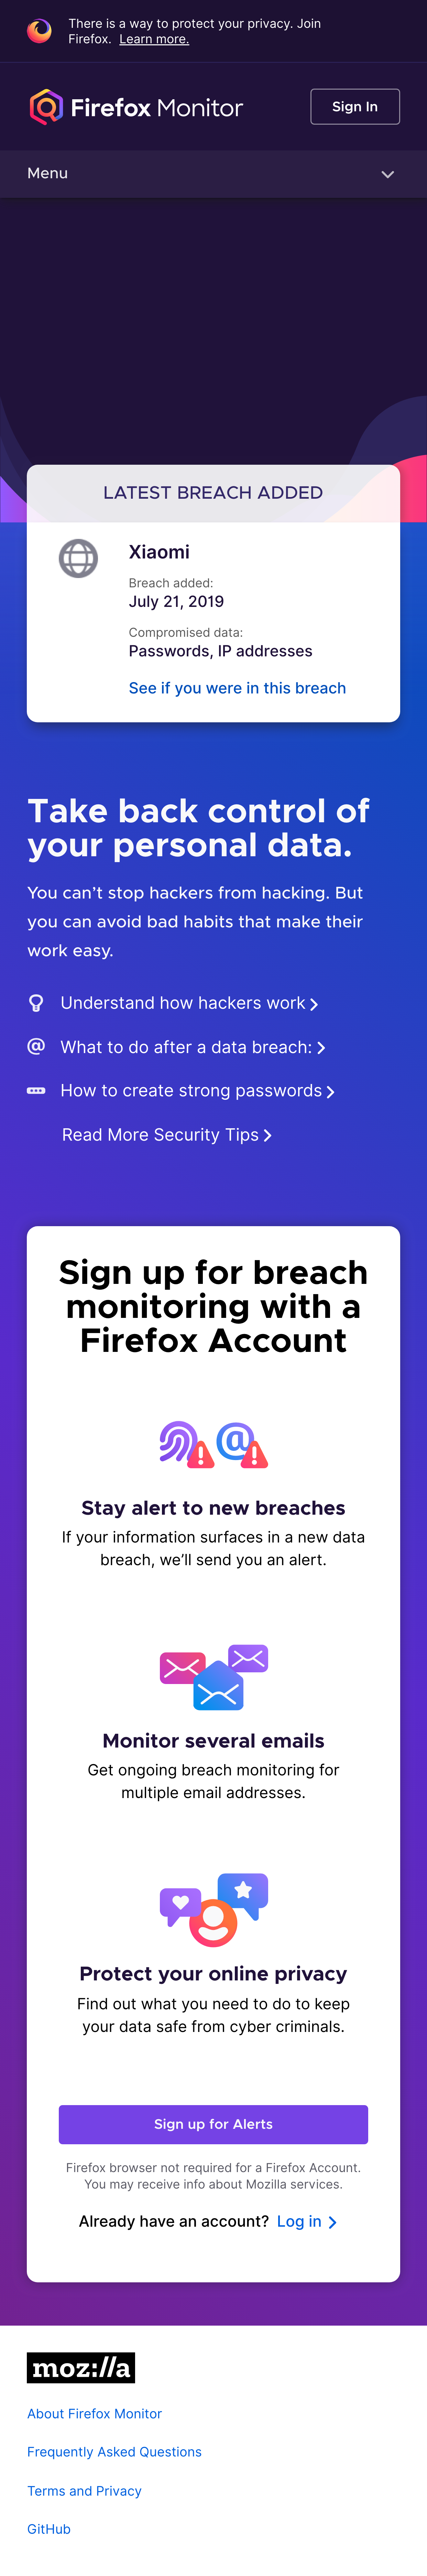 There is a way to protect your privacy. Join
Firefox. Learn more.
Firefox Monitor
Sign In
Menu
LATEST BREACH ADDED
Xiaomi
Breach added:
July 21, 2019
Compromised data:
Passwords, IP addresses
See if you were in this breach
Take back control of
your personal data.
You can’t stop hackers from hacking. But
you can avoid bad habits that make their
work easy.
Understand how hackers work
What to do after a data breach:
How to create strong passwords
Read More Security Tips
Sign up for breach
monitoring with a
Firefox Account
Stay alert to new breaches
If your information surfaces in a new data
breach, we’ll send you an alert.
Monitor several emails
Get ongoing breach monitoring for
multiple email addresses.
Protect your online privacy
Find out what you need to do to keep
your data safe from cyber criminals.
Sign up for Alerts
Firefox browser not required for a Firefox Account.
You may receive info about Mozilla services.
Already have an account? Log in
moz://a
About Firefox Monitor
Frequently Asked Questions
Terms and Privacy
GitHub